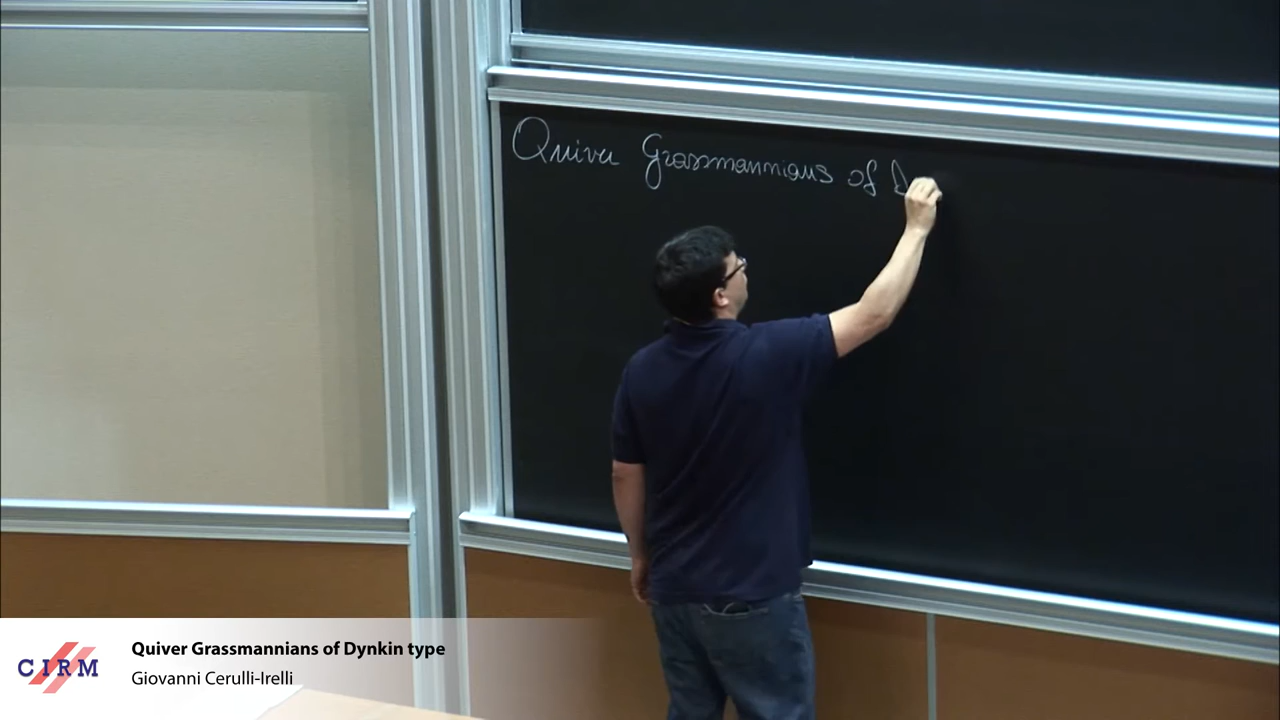 Quiver Grassmannians of D
CIRM
Quiver Grassmannians of Dynkin type
Giovanni Cerulli-Irelli